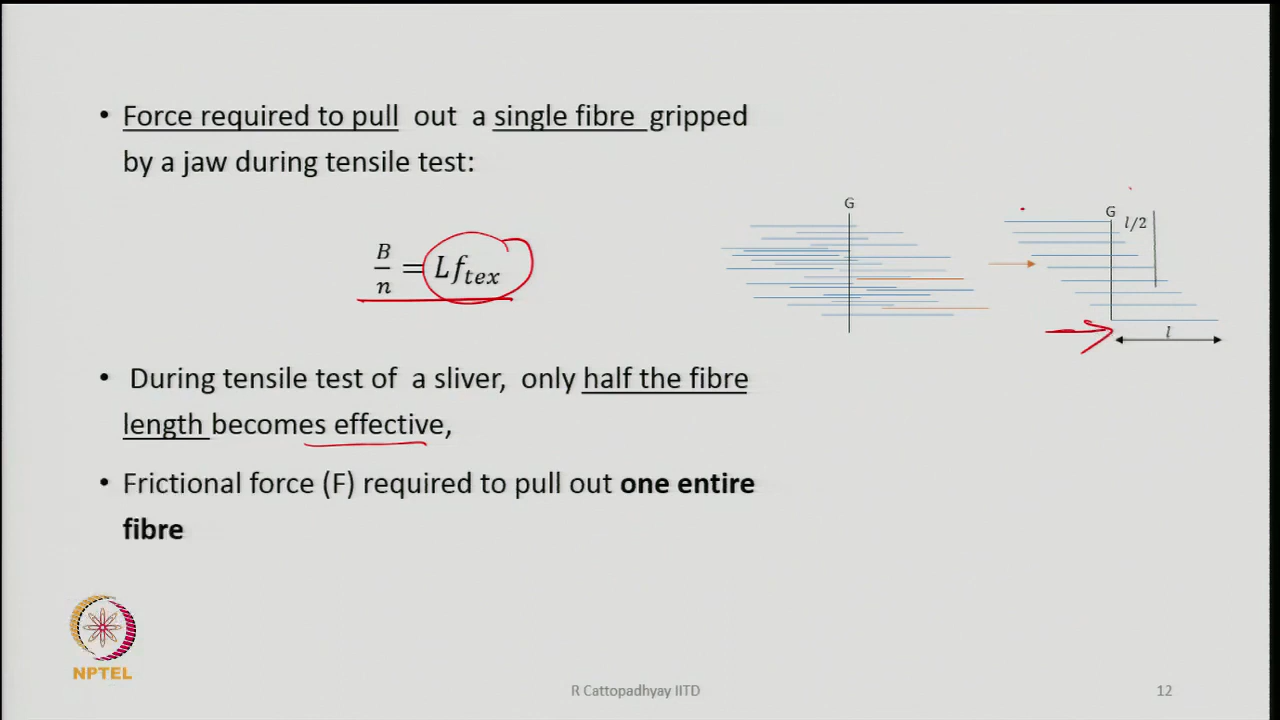 • Force required to pull out a single fibre gripped
by a jaw during tensile test:
B/n = Lf_tex
G
G
l/2
l
• During tensile test of a sliver, only half the fibre
length becomes effective,
• Frictional force (F) required to pull out one entire
fibre
NPTEL
R Cattopadhyay IITD
12